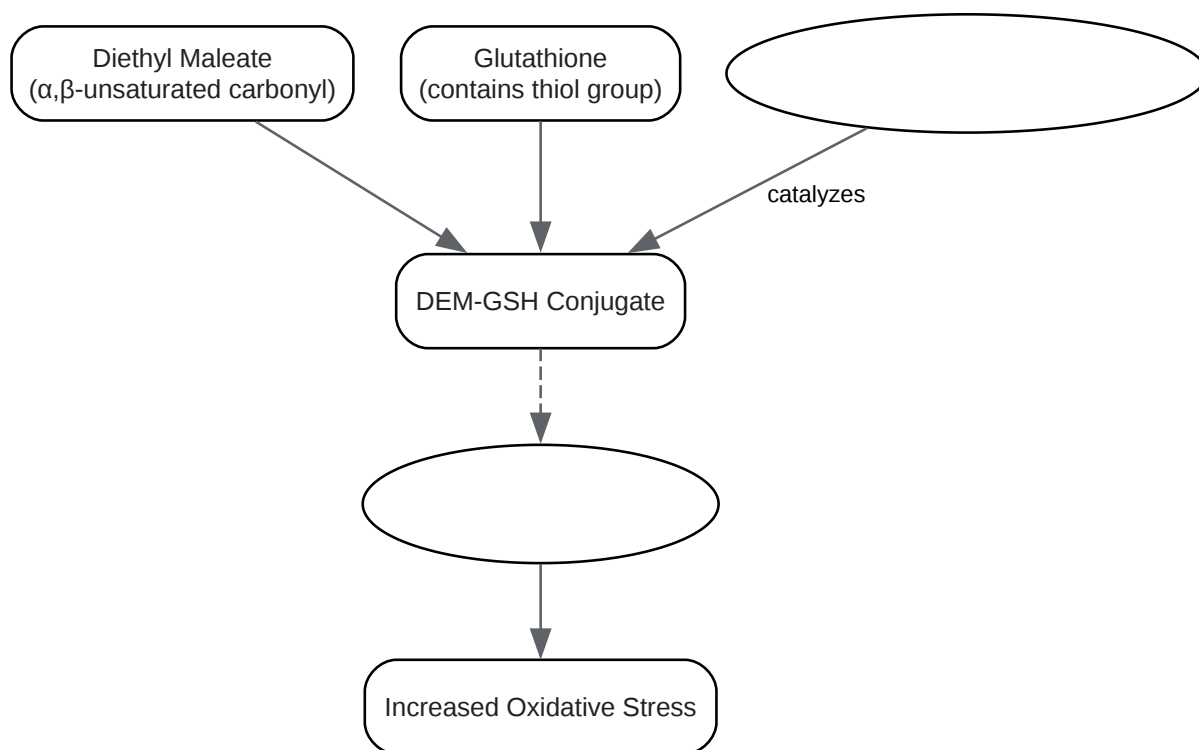 Diethyl Maleate
(α,β-unsaturated carbonyl)
Glutathione
(contains thiol group)
catalyzes
DEM-GSH Conjugate
Increased Oxidative Stress